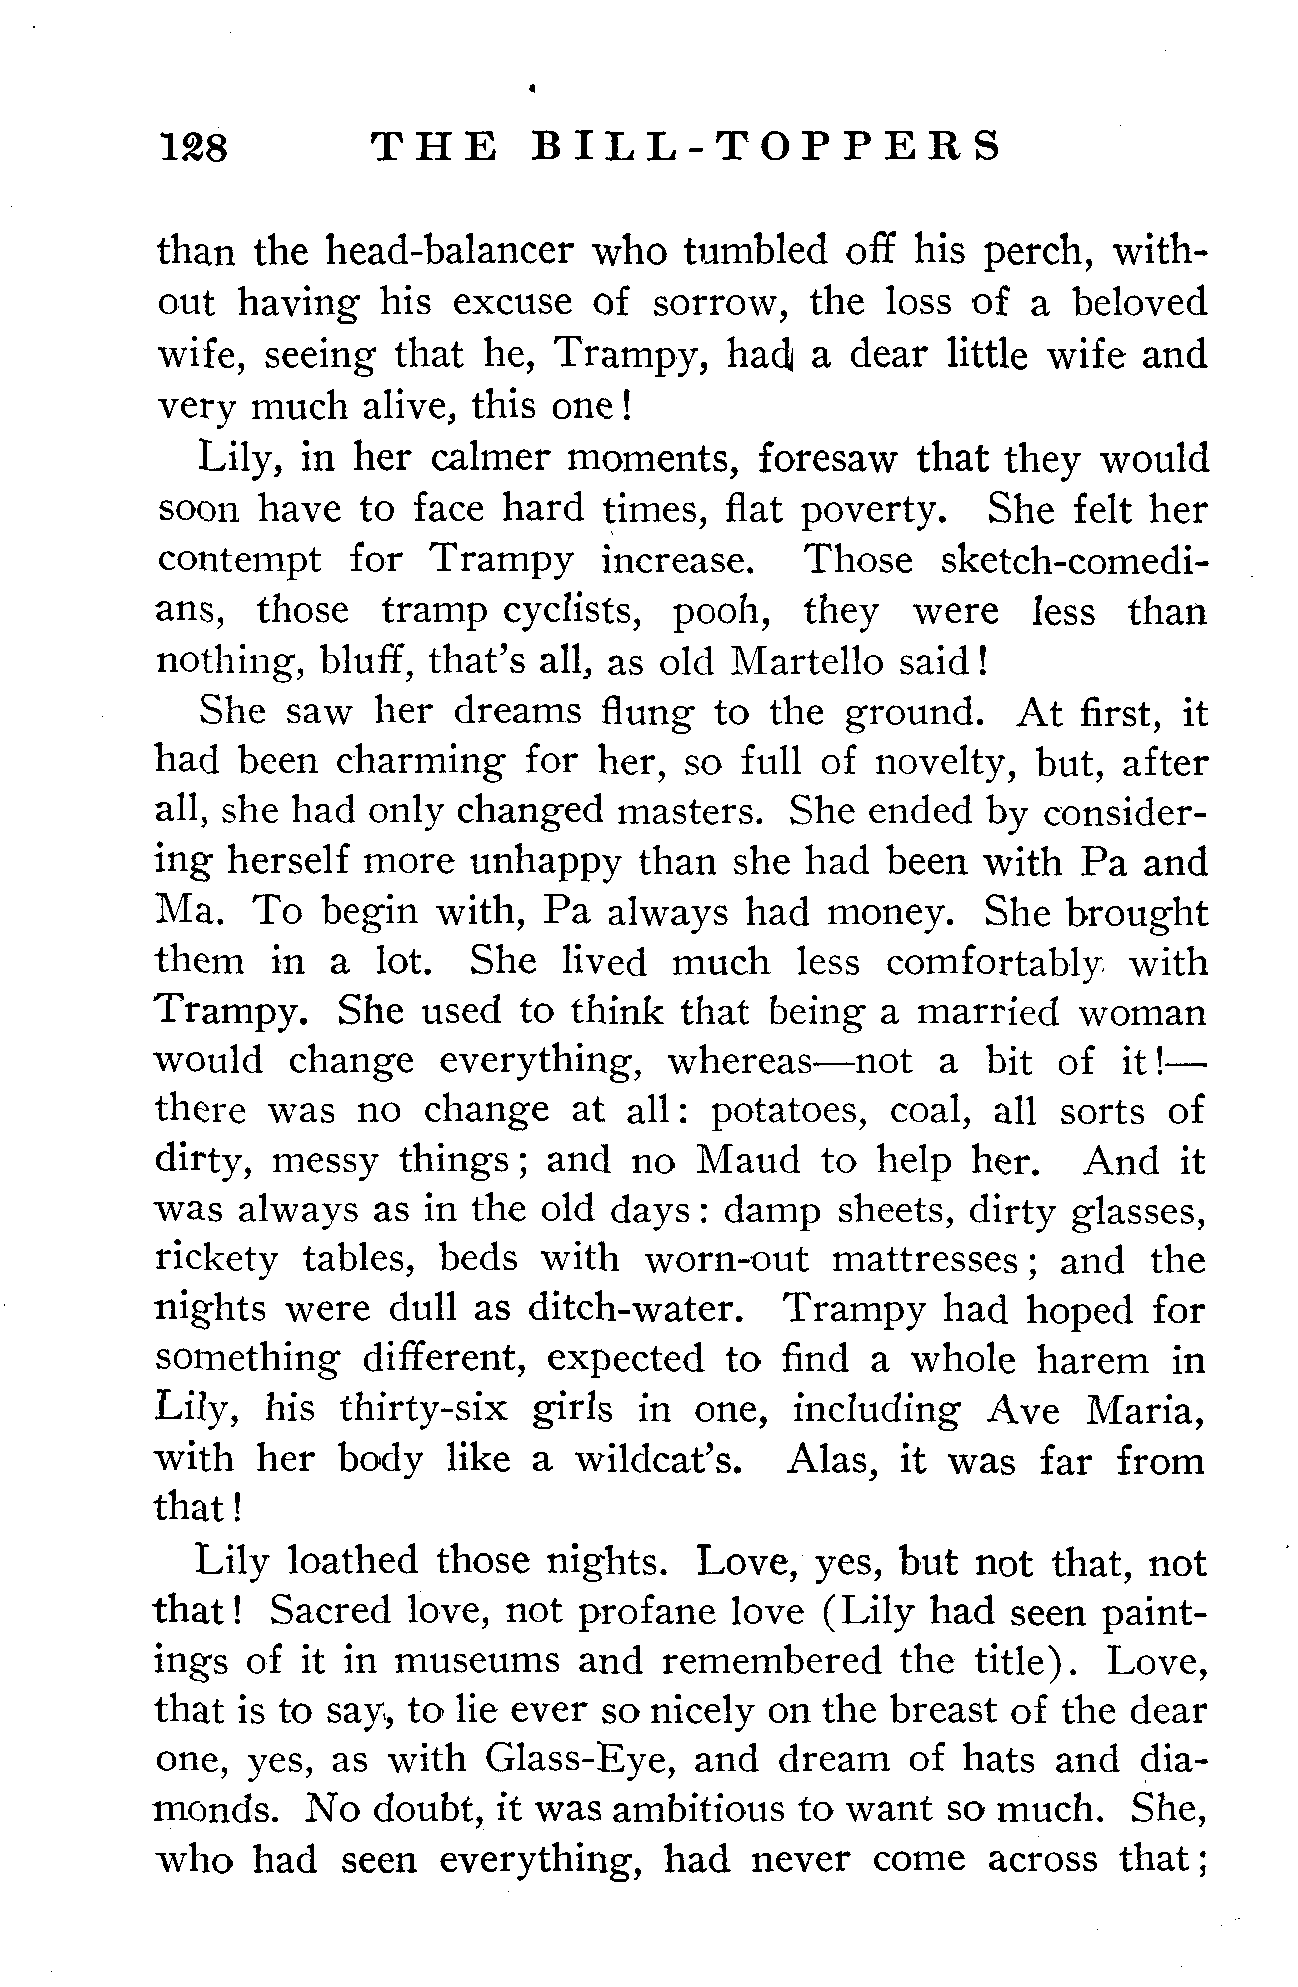 128 THE BILL-TOPPERS
than the head-balancer who tumbled off his perch, with-
out having his excuse of sorrow, the loss of a beloved
wife, seeing that he, Trampy, had a dear little wife and
very much alive, this one!
Lily, in her calmer moments, foresaw that they would
soon have to face hard times, flat poverty. She felt her
contempt for Trampy increase. Those sketch-comedi-
ans, those tramp cyclists, pooh, they were less than
nothing, bluff, that's all, as old Martello said!
She saw her dreams flung to the ground. At first, it
had been charming for her, so full of novelty, but, after
all, she had only changed masters. She ended by consider-
ing herself more unhappy than she had been with Pa and
Ma. To begin with, Pa always had money. She brought
them in a lot. She lived much less comfortably with
Trampy. She used to think that being a married woman
would change everything, whereas—not a bit of it!—
there was no change at all: potatoes, coal, all sorts of
dirty, messy things; and no Maud to help her. And it
was always as in the old days: damp sheets, dirty glasses,
rickety tables, beds with worn-out mattresses; and the
nights were dull as ditch-water. Trampy had hoped for
something different, expected to find a whole harem in
Lily, his thirty-six girls in one, including Ave Maria,
with her body like a wildcat's. Alas, it was far from
that!
Lily loathed those nights. Love, yes, but not that, not
that! Sacred love, not profane love (Lily had seen paint-
ings of it in museums and remembered the title). Love,
that is to say, to lie ever so nicely on the breast of the dear
one, yes, as with Glass-Eye, and dream of hats and dia-
monds. No doubt, it was ambitious to want so much. She,
who had seen everything, had never come across that;